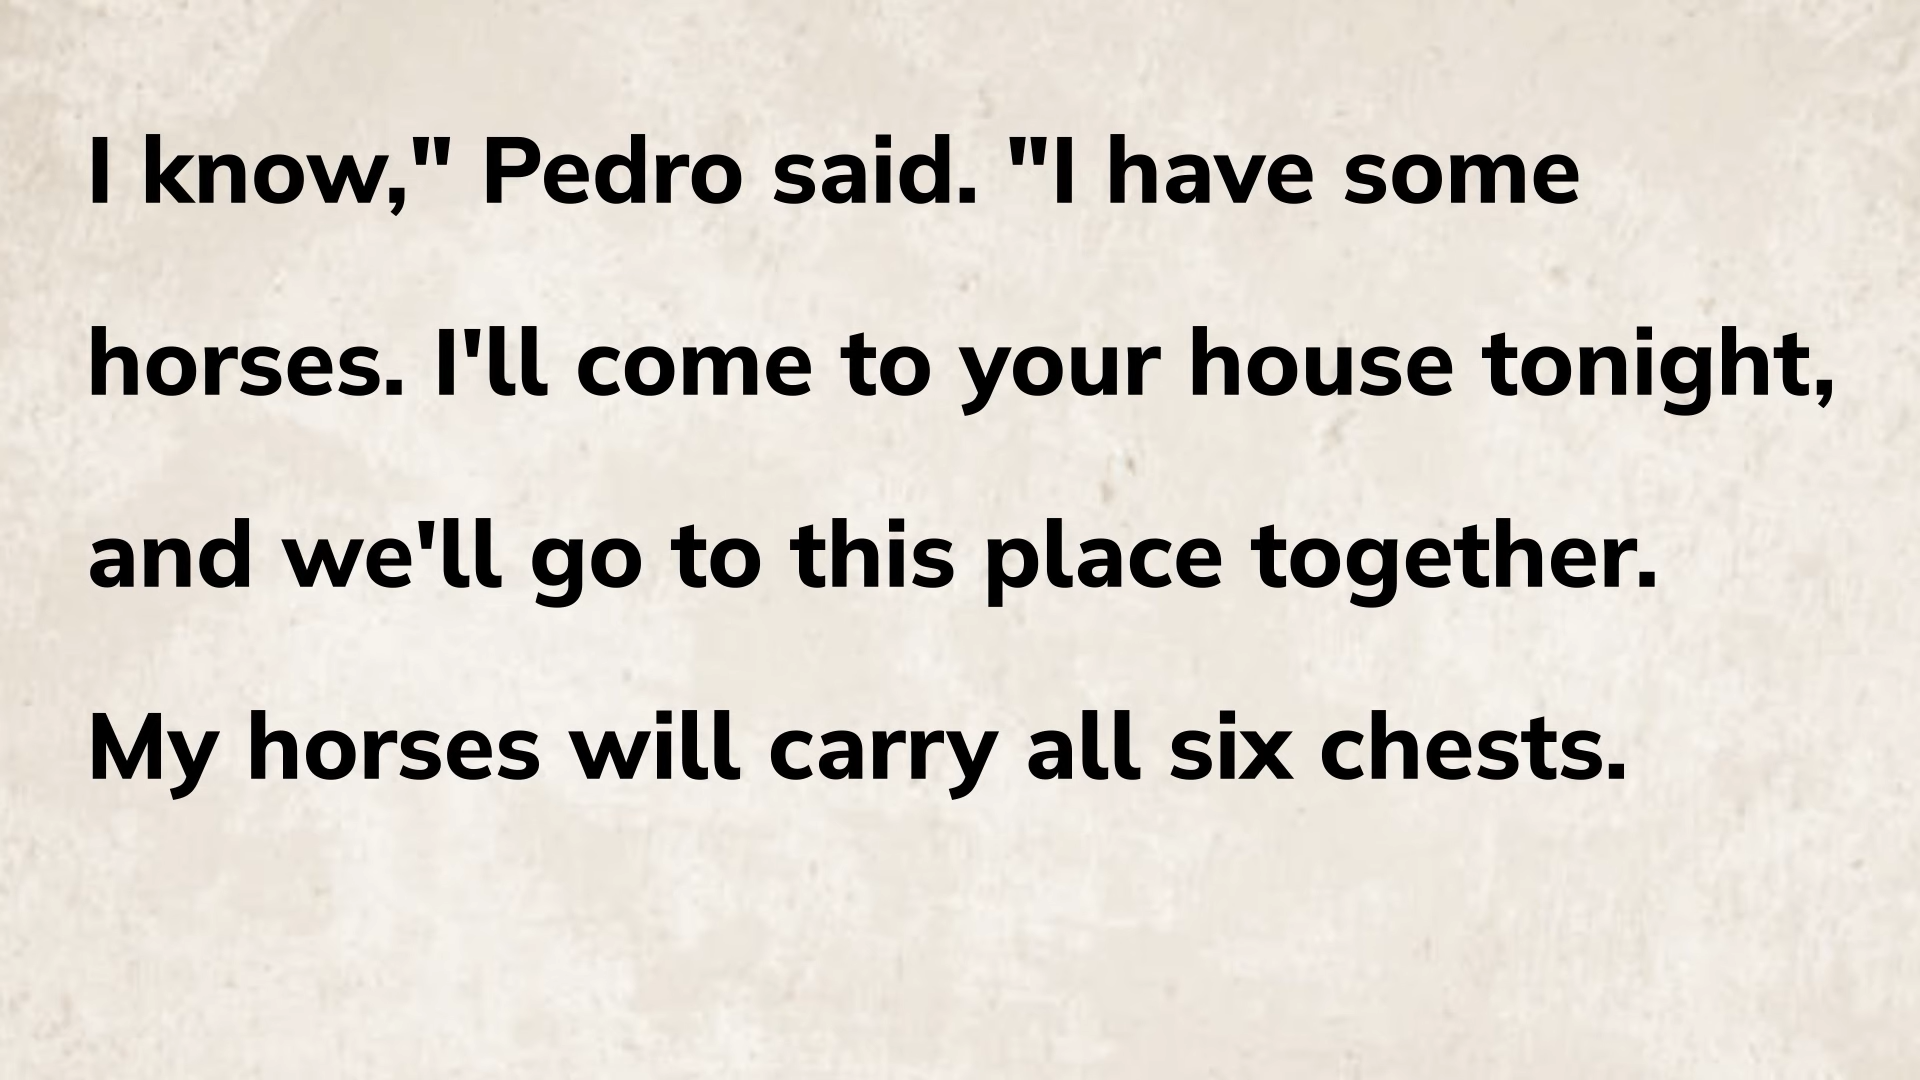 I know," Pedro said. "I have some
horses. I'll come to your house tonight,
and we'll go to this place together.
My horses will carry all six chests.